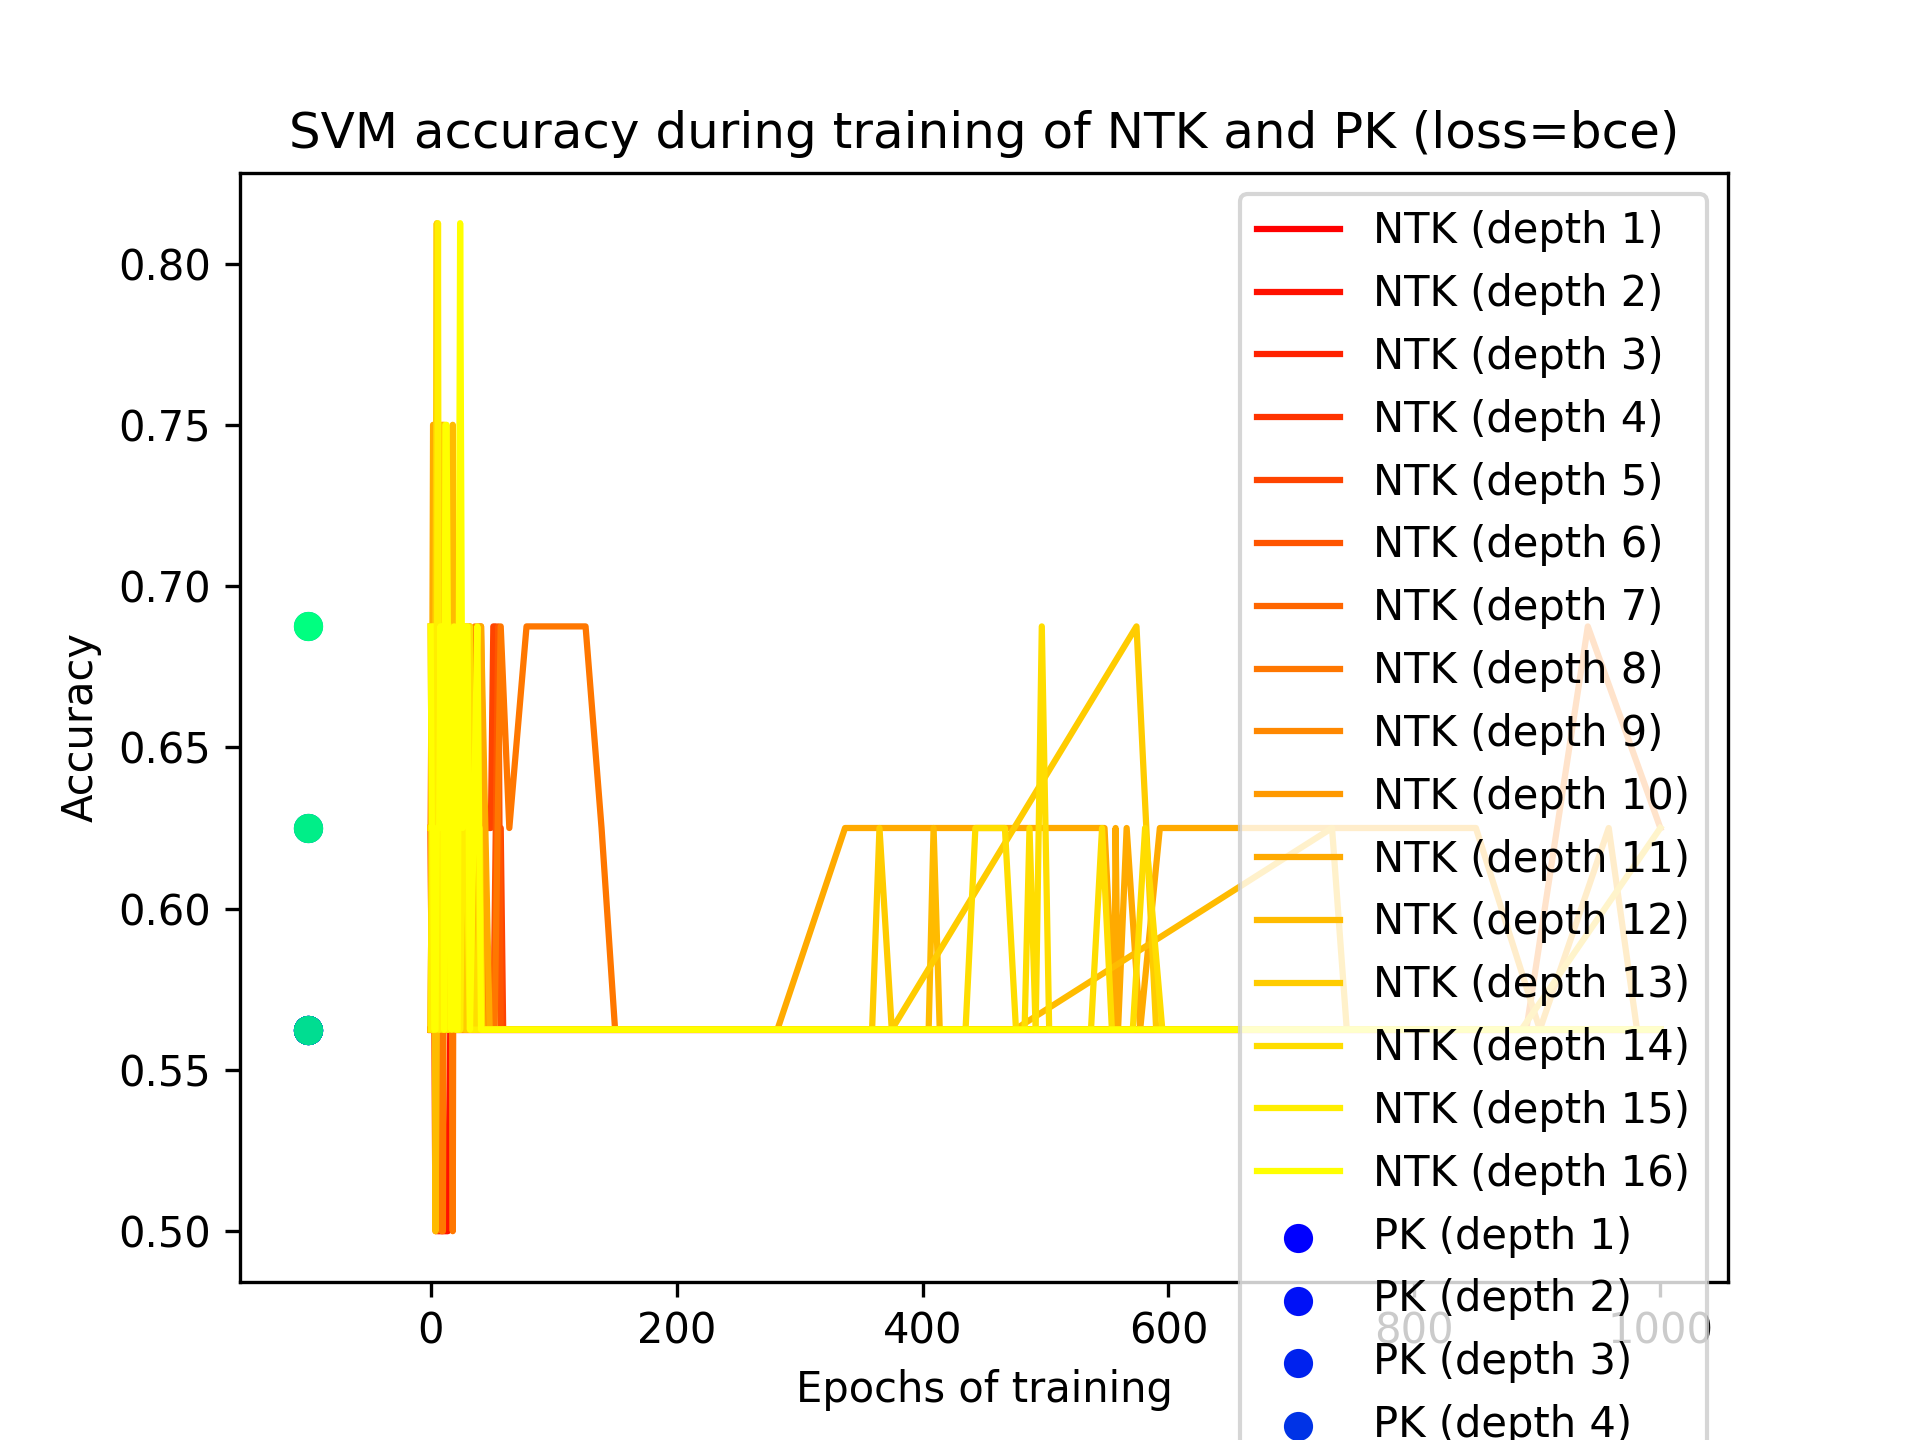 SVM accuracy during training of NTK and PK (loss=bce)
Accuracy
0.80
0.75
0.70
0.65
0.60
0.55
0.50
0
200
400
600
800
1000
Epochs of training
NTK (depth 1)
NTK (depth 2)
NTK (depth 3)
NTK (depth 4)
NTK (depth 5)
NTK (depth 6)
NTK (depth 7)
NTK (depth 8)
NTK (depth 9)
NTK (depth 10)
NTK (depth 11)
NTK (depth 12)
NTK (depth 13)
NTK (depth 14)
NTK (depth 15)
NTK (depth 16)
PK (depth 1)
PK (depth 2)
PK (depth 3)
PK (depth 4)